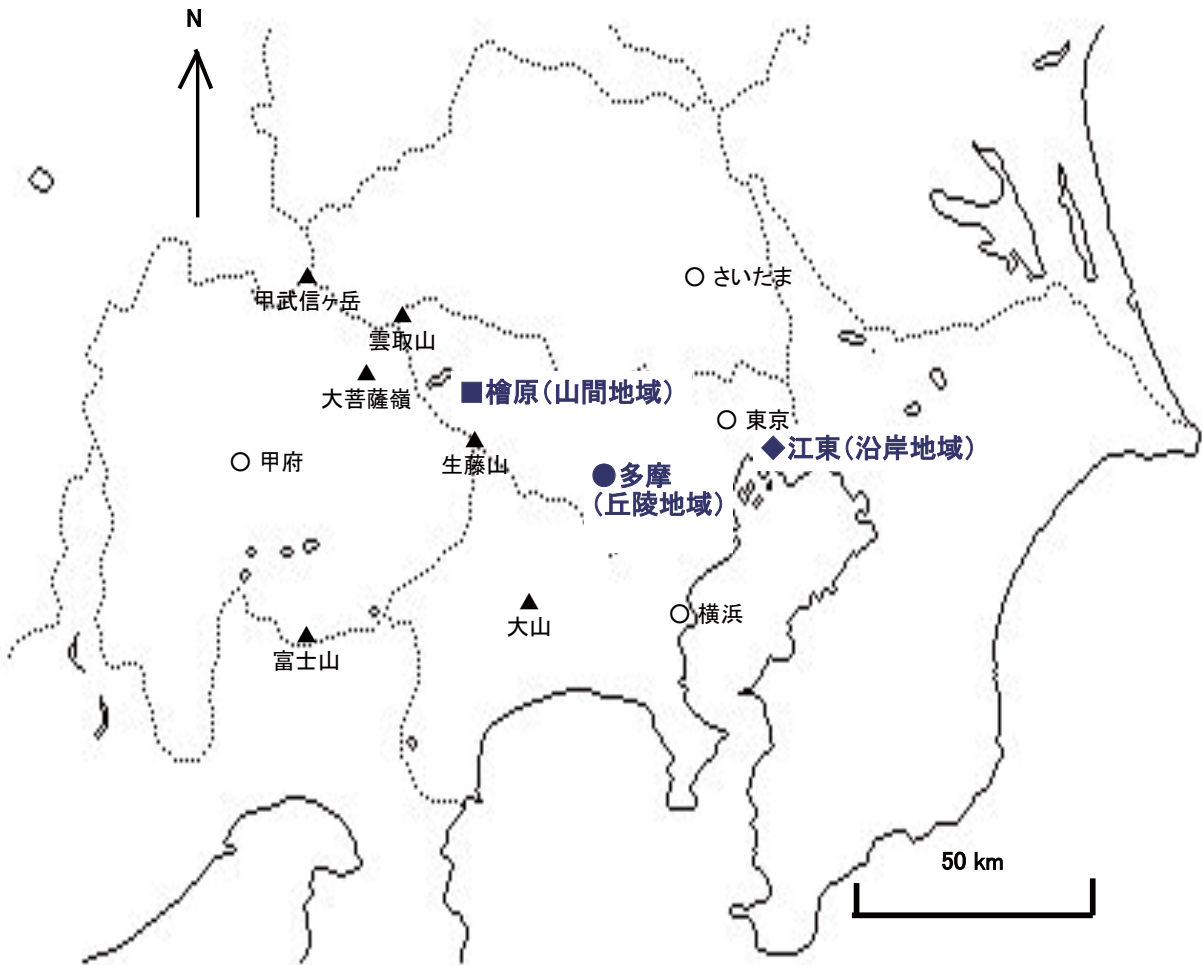 N
さいたま
甲武信ヶ岳
雲取山
大菩薩嶺
■檜原（山間地域）
東京
◆江東（沿岸地域）
甲府
生藤山
●多摩
（丘陵地域）
大山
横浜
富士山
50 km